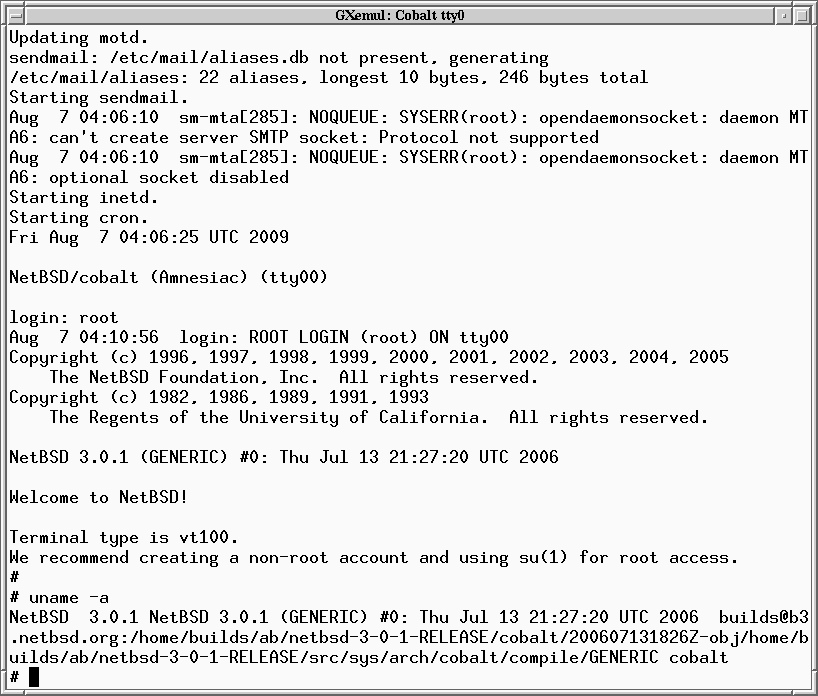 GXemul: Cobalt tty0
Updating motd.
sendmail: /etc/mail/aliases.db not present, generating
/etc/mail/aliases: 22 aliases, longest 10 bytes, 246 bytes total
Starting sendmail.
Aug  7 04:06:10  sm-mta[285]: NOQUEUE: SYSERR(root): opendaemonsocket: daemon MT
A6: can't create server SMTP socket: Protocol not supported
Aug  7 04:06:10  sm-mta[285]: NOQUEUE: SYSERR(root): opendaemonsocket: daemon MT
A6: optional socket disabled
Starting inetd.
Starting cron.
Fri Aug  7 04:06:25 UTC 2009
NetBSD/cobalt (Amnesiac) (tty00)
login: root
Aug  7 04:10:56  login: ROOT LOGIN (root) ON tty00
Copyright (c) 1996, 1997, 1998, 1999, 2000, 2001, 2002, 2003, 2004, 2005
    The NetBSD Foundation, Inc.  All rights reserved.
Copyright (c) 1982, 1986, 1989, 1991, 1993
    The Regents of the University of California.  All rights reserved.
NetBSD 3.0.1 (GENERIC) #0: Thu Jul 13 21:27:20 UTC 2006
Welcome to NetBSD!
Terminal type is vt100.
We recommend creating a non-root account and using su(1) for root access.
#
# uname -a
NetBSD  3.0.1 NetBSD 3.0.1 (GENERIC) #0: Thu Jul 13 21:27:20 UTC 2006  builds@b3
.netbsd.org:/home/builds/ab/netbsd-3-0-1-RELEASE/cobalt/200607131826Z-obj/home/b
uilds/ab/netbsd-3-0-1-RELEASE/src/sys/arch/cobalt/compile/GENERIC cobalt
#